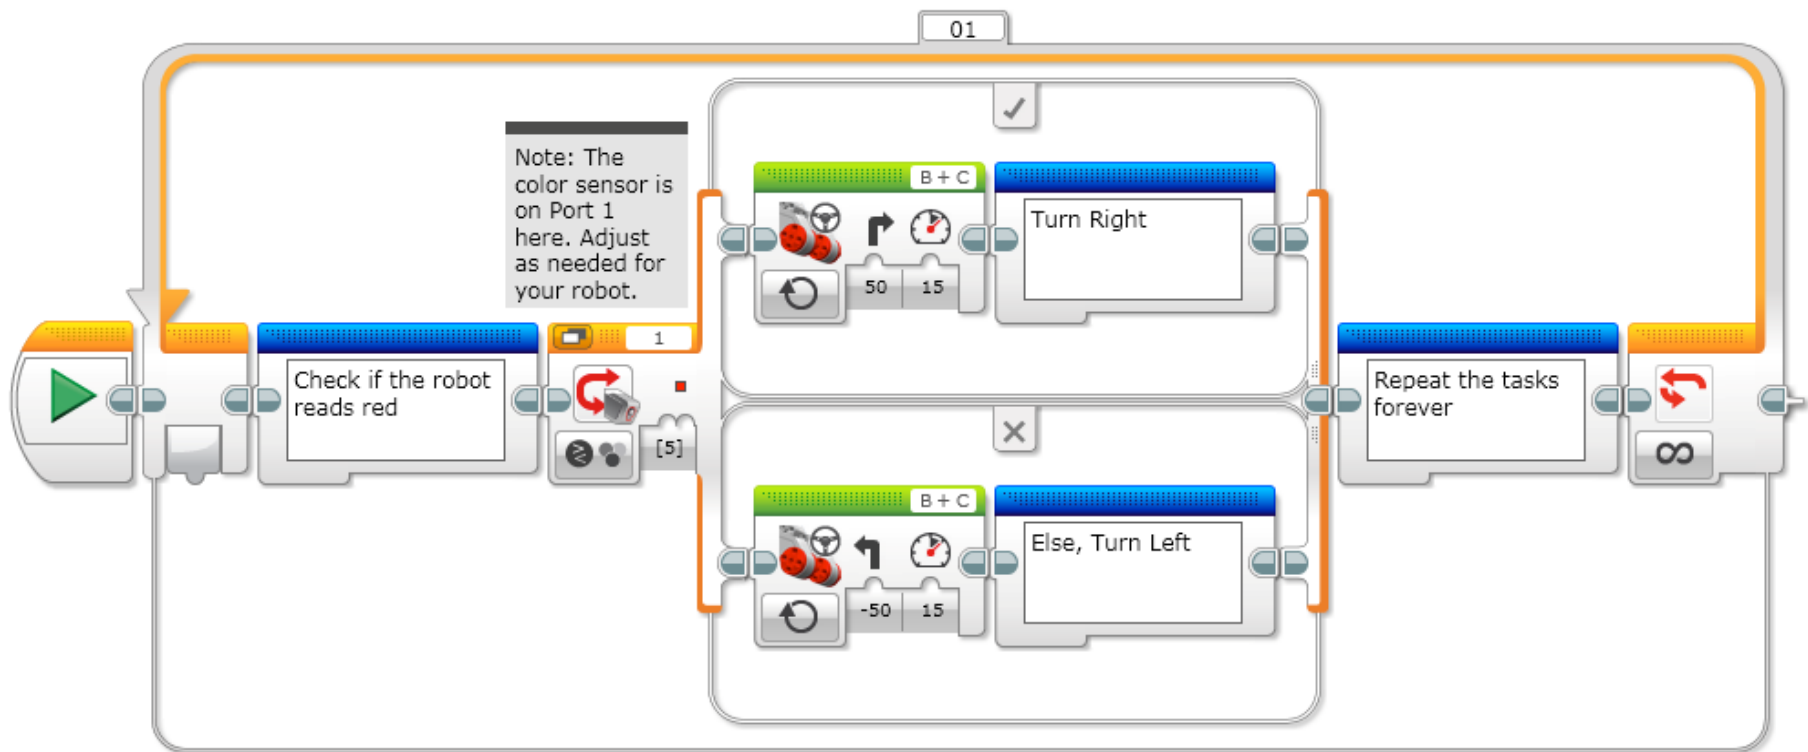 01
Note: The
color sensor is
on Port 1
here. Adjust
as needed for
your robot.
B + C
Turn Right
50 15
1
Check if the robot
reads red
[5]
Repeat the tasks
forever
∞
B + C
Else, Turn Left
-50 15